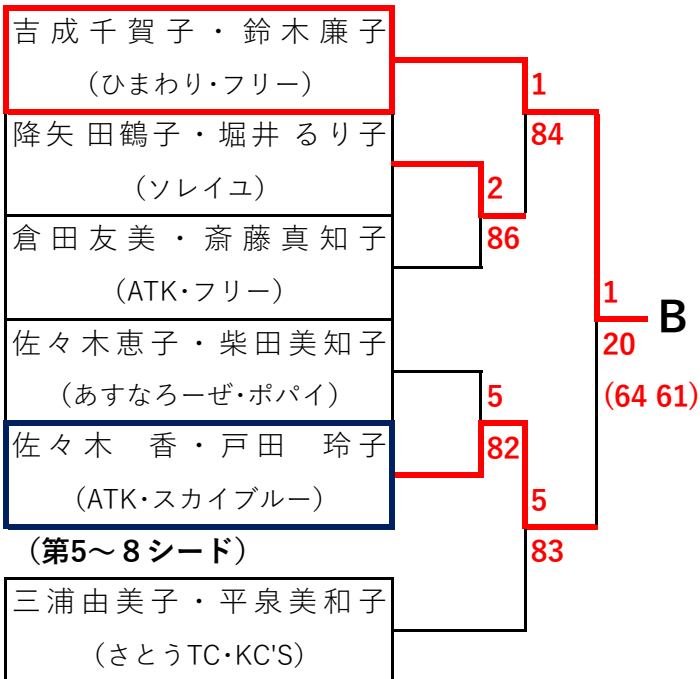 吉成千賀子・鈴木廉子
（ひまわり・フリー）
1
84
降矢 田鶴子・堀井 るり子
（ソレイユ）
2
86
倉田友美・斎藤真知子
（ATK・フリー）
1
B
20
(64 61)
佐々木恵子・柴田美知子
（あすなろーぜ・ポパイ）
5
82
佐々木　香・戸田　玲子
（ATK・スカイブルー）
5
83
（第5～８シード）
三浦由美子・平泉美和子
（さとうTC・KC'S）